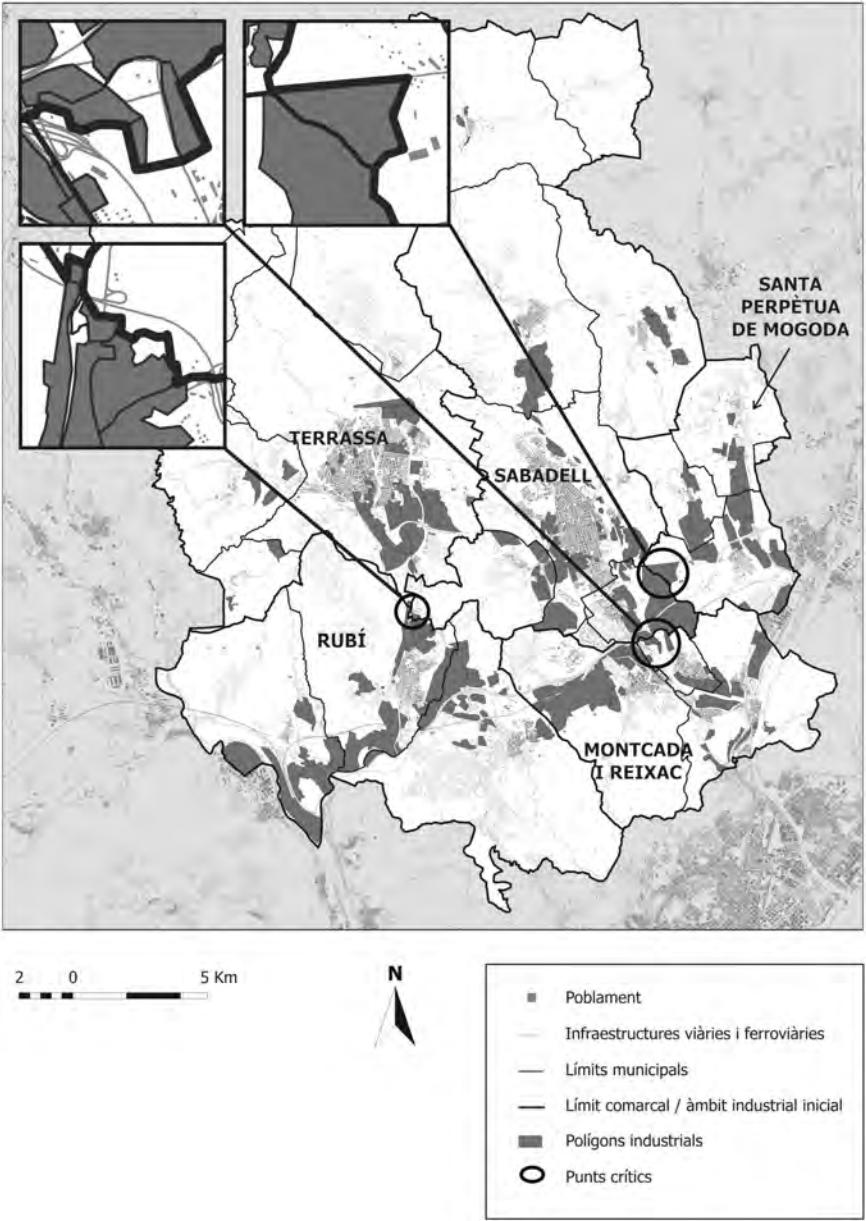 SANTA
PERPÈTUA
DE MOGODA
TERRASSA
SABADELL
RUBÍ
MONTCADA
I REIXAC
2 0 5 Km
N
Poblament
Infraestructures viàries i ferroviàries
Límits municipals
Límit comarcal / àmbit industrial inicial
Polígons industrials
Punts crítics